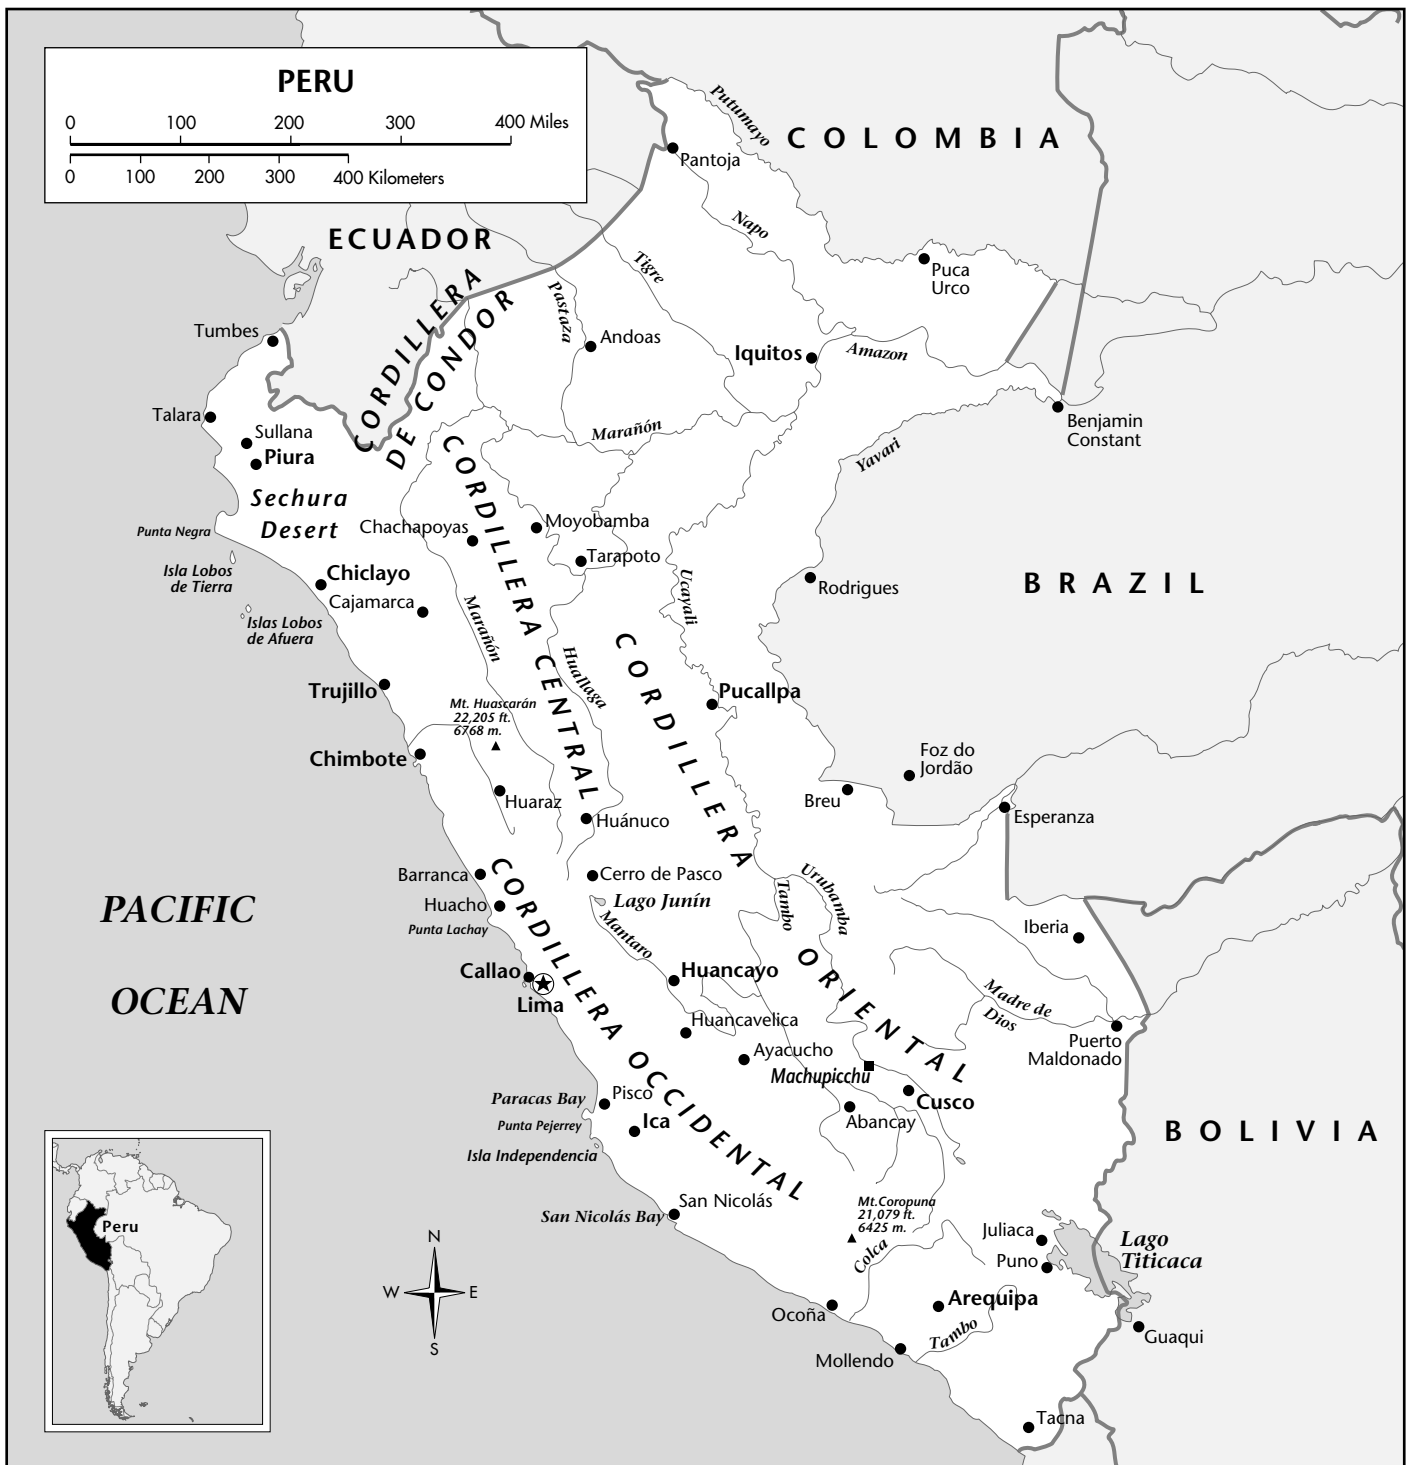 PERU
0 100 200 300 400 Miles
0 100 200 300 400 Kilometers
COLOMBIA
Putumayo
Pantoja
Napo
ECUADOR
Tigre
Puca
Urco
Pastaza
CORDILLERA
DE CONDOR
Tumbes
Andoas
Iquitos
Amazon
Talara
Sullana
Piura
Marañón
Benjamin
Constant
Yavari
Sechura
Desert
Punta Negra
Chachapoyas
Moyobamba
Tarapoto
Isla Lobos
de Tierra
Chiclayo
Cajamarca
Islas Lobos
de Afuera
Marañón
CORDILLERA CENTRAL
Huallaga
Ucayali
Rodrigues
BRAZIL
Trujillo
Mt. Huascarán
22,205 ft.
6768 m.
Pucallpa
Chimbote
Huaraz
Huánuco
Foz do
Jordão
Breu
Esperanza
CORDILLERA ORIENTAL
Barranca
Cerro de Pasco
Huacho
Lago Junín
Punta Lachay
Mantaro
Tambo
Urubamba
Iberia
PACIFIC
OCEAN
Callao
Lima
Huancayo
Madre de
Dios
Puerto
Maldonado
CORDILLERA OCCIDENTAL
Huancavelica
Ayacucho
Machupicchu
Cusco
Abancay
Paracas Bay
Pisco
Punta Pejerrey
Ica
Isla Independencia
BOLIVIA
San Nicolás
San Nicolás Bay
Mt.Coropuna
21,079 ft.
6425 m.
Colca
Juliaca
Puno
Lago
Titicaca
Ocoña
Arequipa
Tambo
Mollendo
Guaqui
Tacna
N
W E
S
Peru